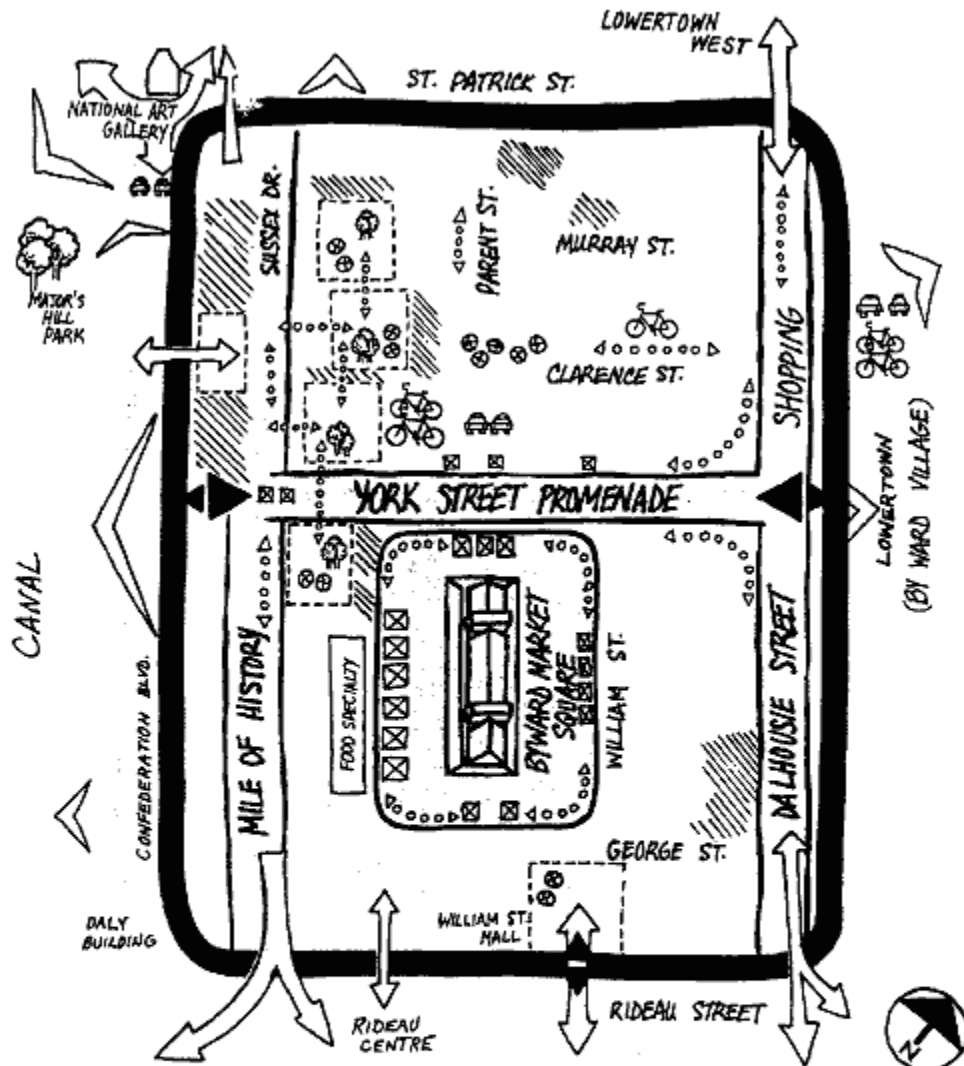 LOWERTOWN
WEST
ST. PATRICK ST.
NATIONAL ART
GALLERY
SUSSEX DR.
PARENT ST.
MURRAY ST.
MAJOR'S
HILL
PARK
CLARENCE ST.
SHOPPING
YORK STREET PROMENADE
LOWERTOWN
(BY WARD VILLAGE)
CANAL
CONFEDERATION BLVD.
MILE OF HISTORY
FOOD SPECIALTY
BYWARD MARKET
SQUARE
WILLIAM ST.
DALHOUSIE STREET
GEORGE ST.
DALY
BUILDING
WILLIAM ST.
MALL
RIDEAU
CENTRE
RIDEAU STREET
N